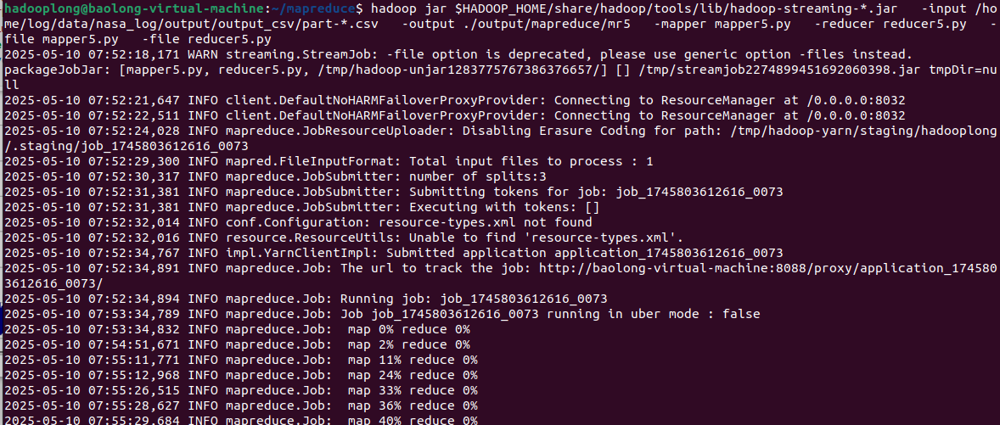 hadooplong@baolong-virtual-machine:~/mapreduce$ hadoop jar $HADOOP_HOME/share/hadoop/tools/lib/hadoop-streaming-*.jar   -input /ho
me/log/data/nasa_log/output/output_csv/part-*.csv   -output ./output/mapreduce/mr5   -mapper mapper5.py   -reducer reducer5.py   -
file mapper5.py   -file reducer5.py
2025-05-10 07:52:18,171 WARN streaming.StreamJob: -file option is deprecated, please use generic option -files instead.
packageJobJar: [mapper5.py, reducer5.py, /tmp/hadoop-unjar1283775767386376657/] [] /tmp/streamjob2274899451692060398.jar tmpDir=nu
ll
2025-05-10 07:52:21,647 INFO client.DefaultNoHARMFailoverProxyProvider: Connecting to ResourceManager at /0.0.0.0:8032
2025-05-10 07:52:22,511 INFO client.DefaultNoHARMFailoverProxyProvider: Connecting to ResourceManager at /0.0.0.0:8032
2025-05-10 07:52:24,028 INFO mapreduce.JobResourceUploader: Disabling Erasure Coding for path: /tmp/hadoop-yarn/staging/hadooplong
/.staging/job_1745803612616_0073
2025-05-10 07:52:29,300 INFO mapred.FileInputFormat: Total input files to process : 1
2025-05-10 07:52:30,317 INFO mapreduce.JobSubmitter: number of splits:3
2025-05-10 07:52:31,381 INFO mapreduce.JobSubmitter: Submitting tokens for job: job_1745803612616_0073
2025-05-10 07:52:31,381 INFO mapreduce.JobSubmitter: Executing with tokens: []
2025-05-10 07:52:32,014 INFO conf.Configuration: resource-types.xml not found
2025-05-10 07:52:32,016 INFO resource.ResourceUtils: Unable to find 'resource-types.xml'.
2025-05-10 07:52:34,767 INFO impl.YarnClientImpl: Submitted application application_1745803612616_0073
2025-05-10 07:52:34,891 INFO mapreduce.Job: The url to track the job: http://baolong-virtual-machine:8088/proxy/application_174580
3612616_0073/
2025-05-10 07:52:34,894 INFO mapreduce.Job: Running job: job_1745803612616_0073
2025-05-10 07:53:34,789 INFO mapreduce.Job: Job job_1745803612616_0073 running in uber mode : false
2025-05-10 07:53:34,832 INFO mapreduce.Job:  map 0% reduce 0%
2025-05-10 07:54:51,671 INFO mapreduce.Job:  map 2% reduce 0%
2025-05-10 07:55:11,771 INFO mapreduce.Job:  map 11% reduce 0%
2025-05-10 07:55:12,968 INFO mapreduce.Job:  map 24% reduce 0%
2025-05-10 07:55:26,515 INFO mapreduce.Job:  map 33% reduce 0%
2025-05-10 07:55:28,627 INFO mapreduce.Job:  map 36% reduce 0%
2025-05-10 07:55:29,684 INFO mapreduce.Job:  map 40% reduce 0%